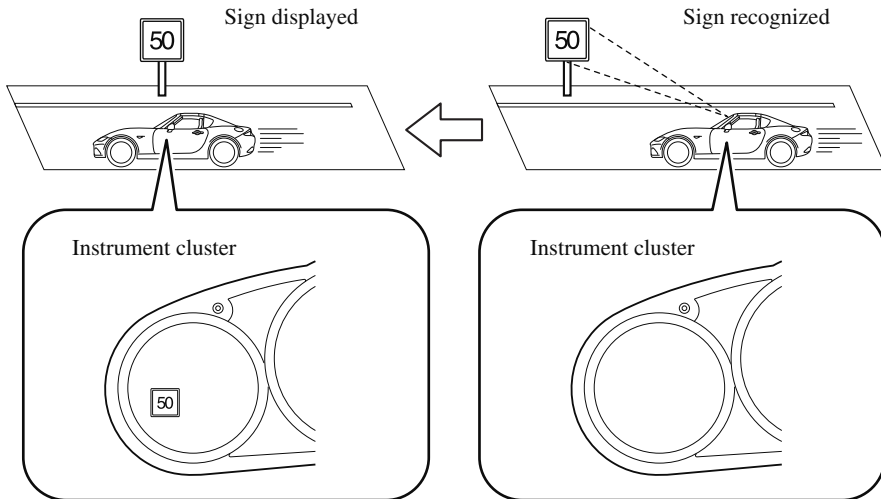 Sign displayed
Sign recognized
50
50
Instrument cluster
Instrument cluster
50